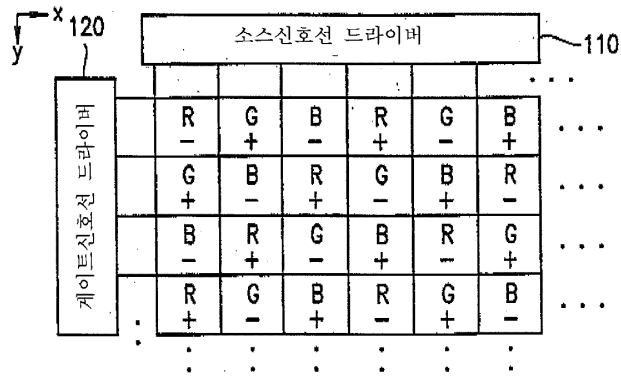 x
y
120
소스신호선 드라이버
110
게이트신호선 드라이버
R G B R G B
- + - + - +
G B R G B R
+ - + - + -
B R G B R G
- + - + - +
R G B R G B
+ - + - + -